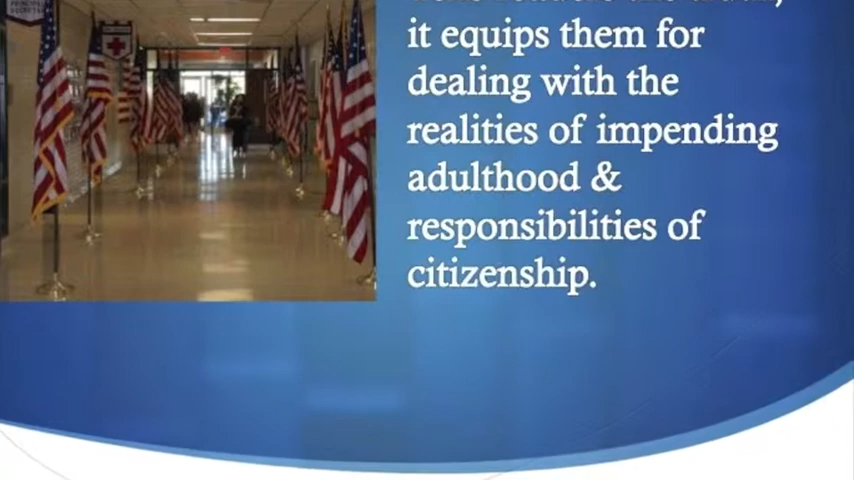 it equips them for
dealing with the
realities of impending
adulthood &
responsibilities of
citizenship.